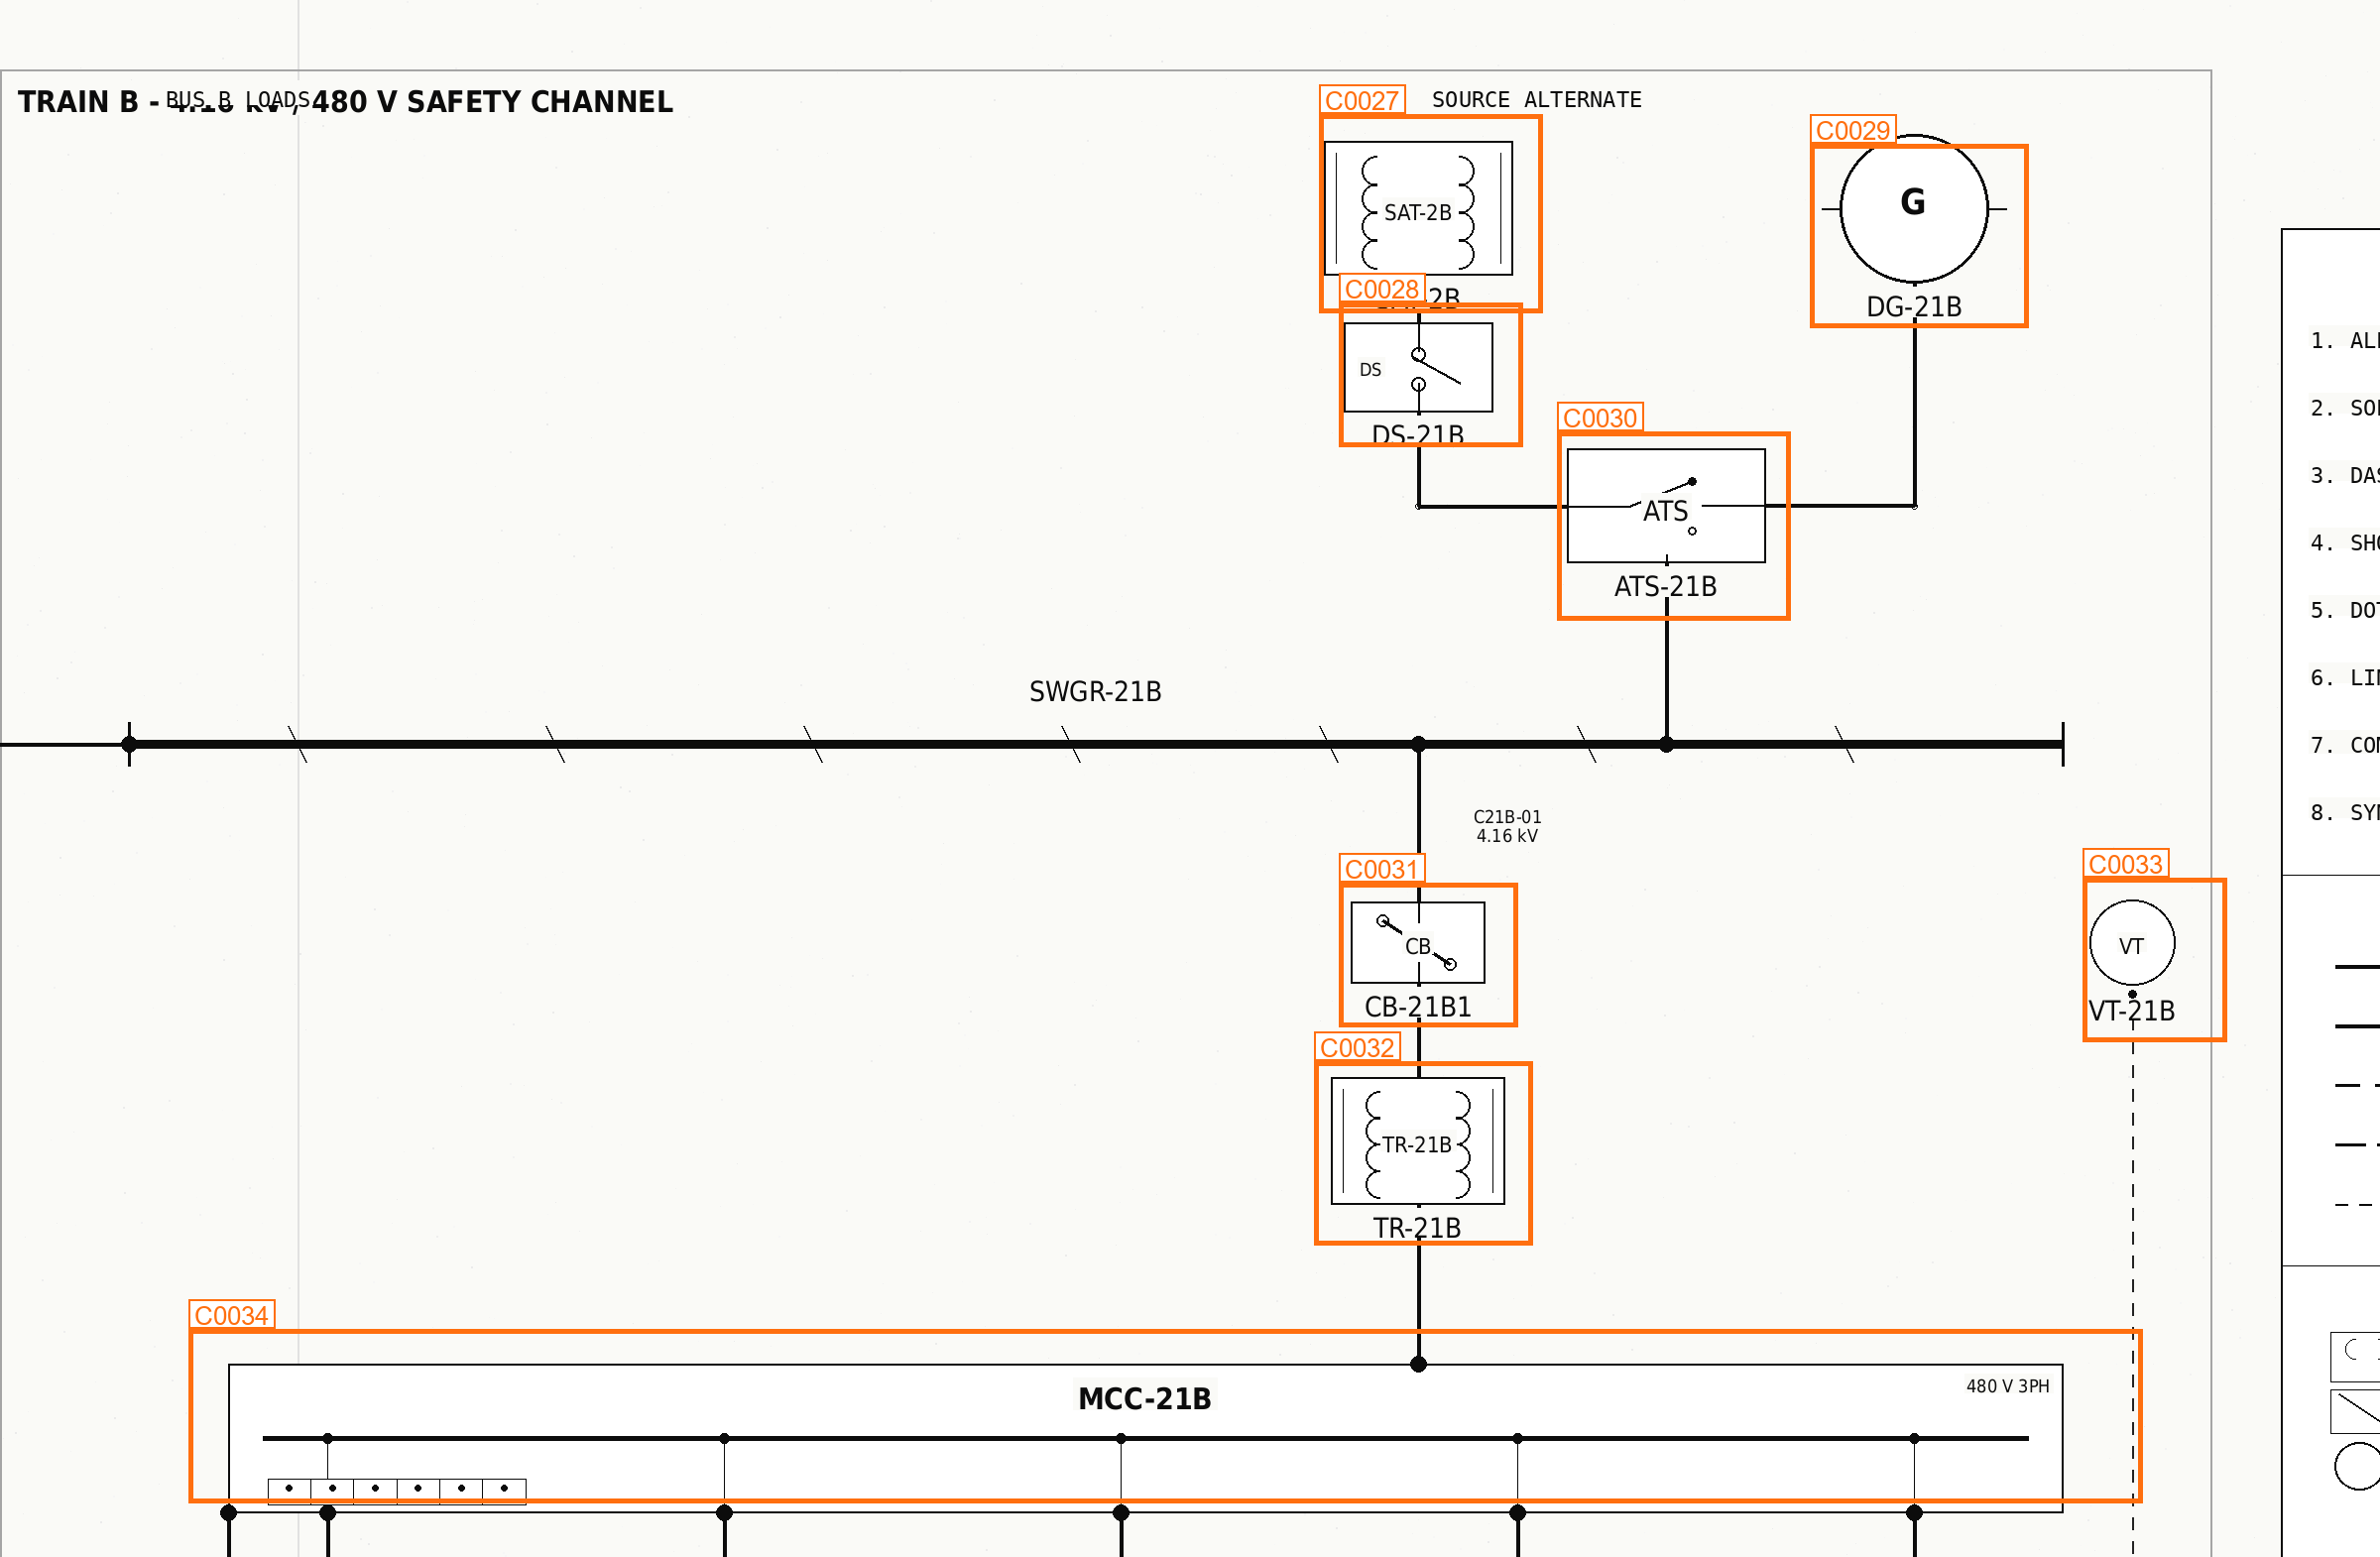 TRAIN B - 480 V SAFETY CHANNEL
BUS B LOADS
C0027
SOURCE ALTERNATE
C0029
SAT-2B
G
C0028
DG-21B
DS
DS-21B
C0030
ATS
ATS-21B
SWGR-21B
C21B-01
4.16 kV
C0031
CB
CB-21B1
C0032
TR-21B
TR-21B
C0033
VT
VT-21B
C0034
MCC-21B
480 V 3PH
1.
2.
3.
4.
5.
6.
7.
8.